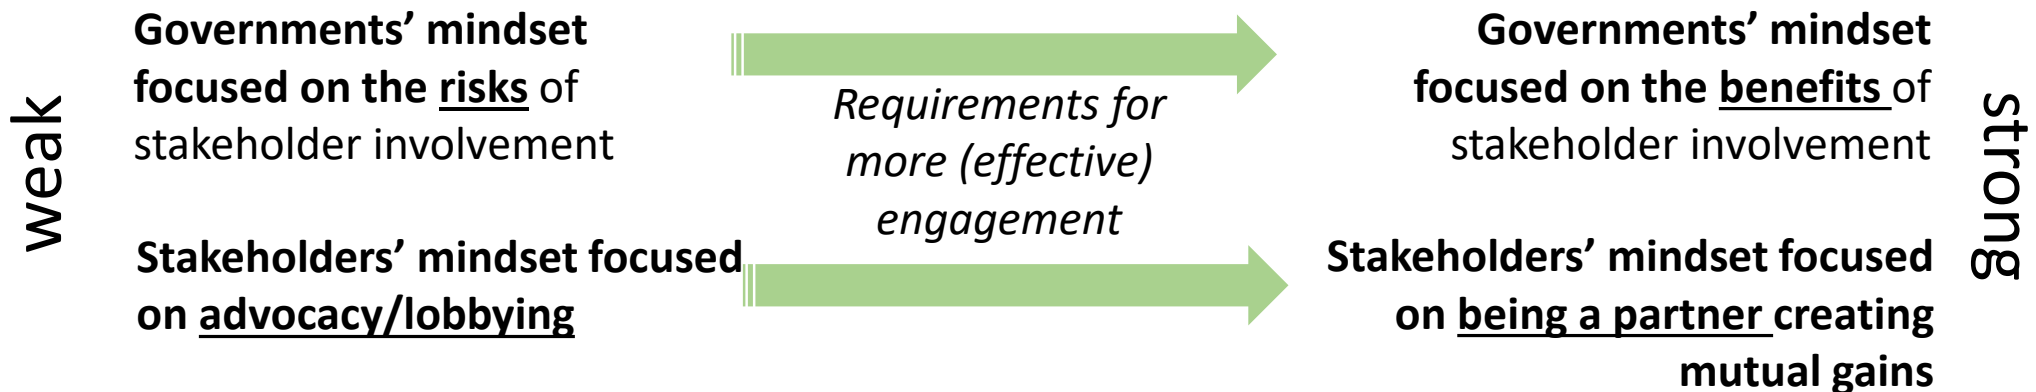 weak
Governments’ mindset
focused on the risks of
stakeholder involvement
Stakeholders’ mindset focused
on advocacy/lobbying
Requirements for
more (effective)
engagement
Governments’ mindset
focused on the benefits of
stakeholder involvement
Stakeholders’ mindset focused
on being a partner creating
mutual gains
strong